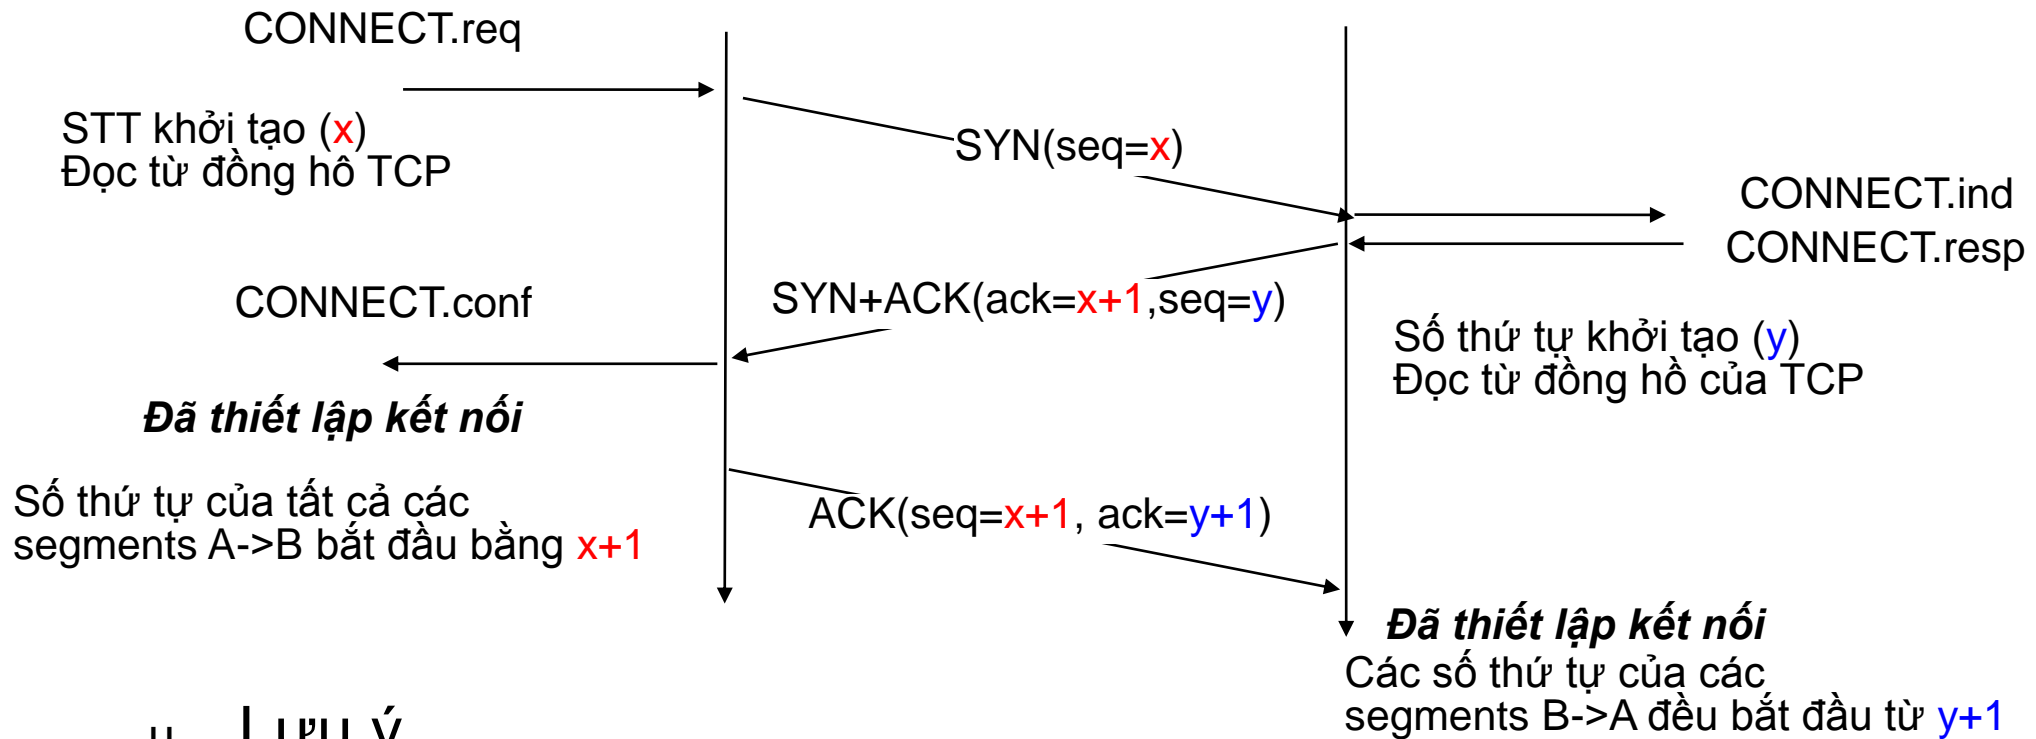 CONNECT.req
STT khởi tạo (x)
Đọc từ đồng hồ TCP
SYN(seq=x)
CONNECT.ind
CONNECT.resp
CONNECT.conf
SYN+ACK(ack=x+1,seq=y)
Số thứ tự khởi tạo (y)
Đọc từ đồng hồ của TCP
Đã thiết lập kết nối
Số thứ tự của tất cả các
segments A->B bắt đầu bằng x+1
ACK(seq=x+1, ack=y+1)
Đã thiết lập kết nối
Các số thứ tự của các
segments B->A đều bắt đầu từ y+1
Lưu ý